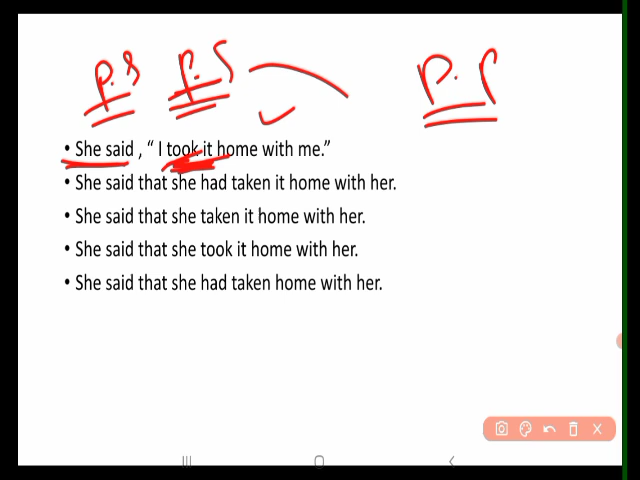 P.S P.S P.P
• She said , “ I took it home with me.”
• She said that she had taken it home with her.
• She said that she taken it home with her.
• She said that she took it home with her.
• She said that she had taken home with her.